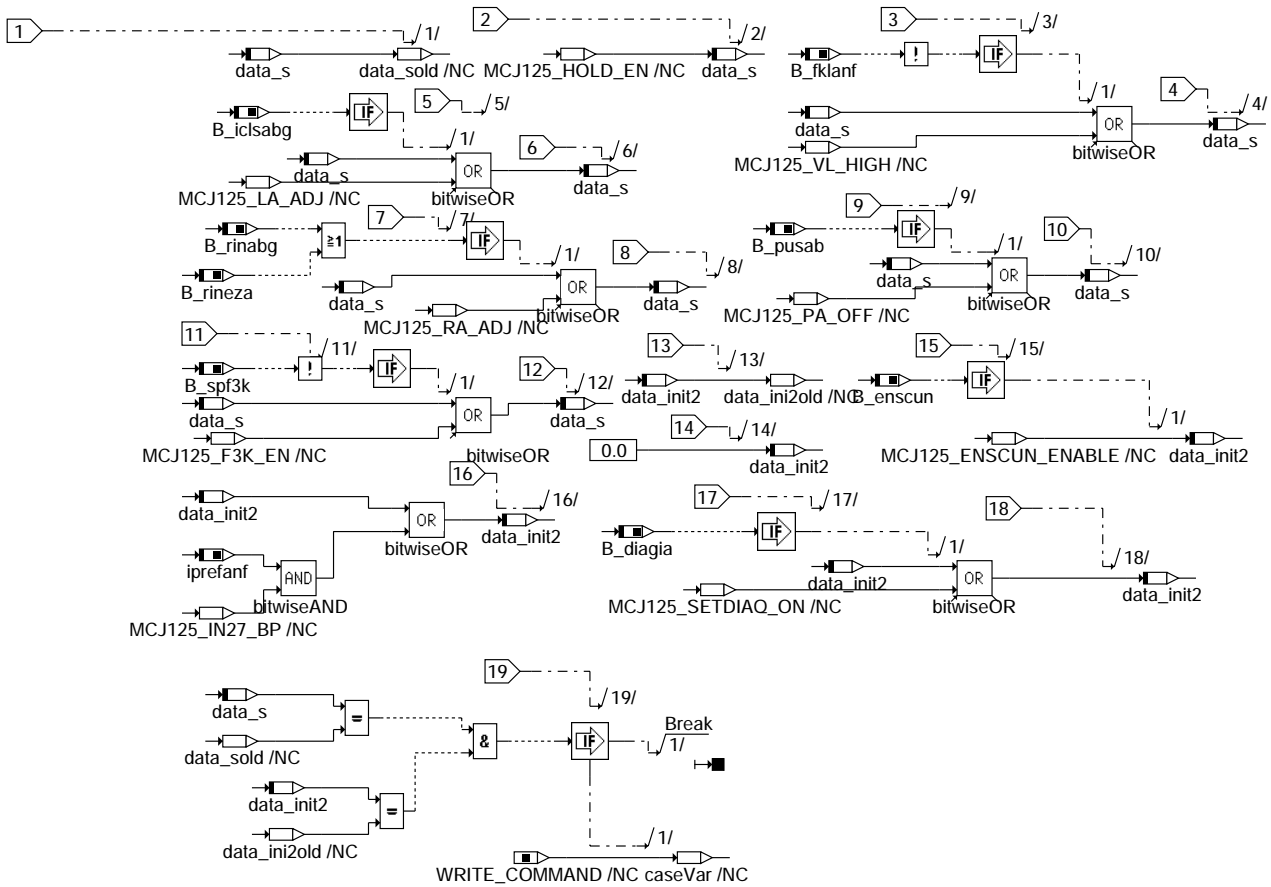 1
1/
data_s
data_sold /NC
2
2/
MCJ125_HOLD_EN /NC
data_s
3
3/
B_fklanf
!
IF
1/
data_s
MCJ125_VL_HIGH /NC
OR
bitwiseOR
4
4/
data_s
B_iclsabg
IF
5
5/
1/
data_s
MCJ125_LA_ADJ /NC
OR
bitwiseOR
6
6/
data_s
B_rinabg
B_rineza
≥1
7
7/
IF
1/
data_s
MCJ125_RA_ADJ /NC
OR
bitwiseOR
8
8/
data_s
B_pusab
9
9/
IF
1/
data_s
MCJ125_PA_OFF /NC
OR
bitwiseOR
10
10/
data_s
11
11/
B_spf3k
!
IF
1/
data_s
MCJ125_F3K_EN /NC
OR
bitwiseOR
12
12/
data_s
13
13/
data_init2
data_ini2old /NC
14
14/
0.0
data_init2
15
15/
B_enscun
IF
1/
MCJ125_ENSCUN_ENABLE /NC
data_init2
data_init2
iprefanf
MCJ125_IN27_BP /NC
AND
bitwiseAND
OR
bitwiseOR
16
16/
data_init2
17
17/
B_diagia
IF
1/
data_init2
MCJ125_SETDIAQ_ON /NC
OR
bitwiseOR
18
18/
data_init2
19
19/
data_s
data_sold /NC
=
data_init2
data_ini2old /NC
=
&
IF
Break
1/
1/
WRITE_COMMAND /NC
caseVar /NC